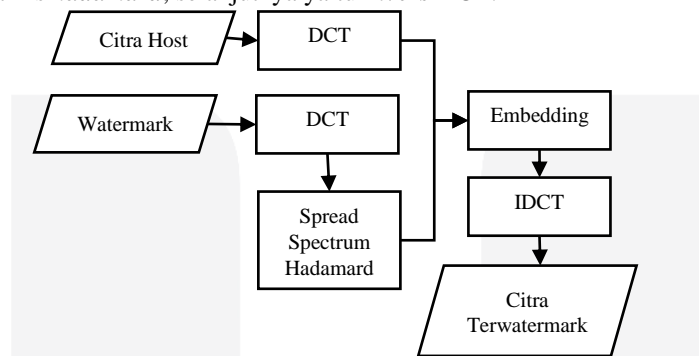 Citra Host
DCT
Watermark
DCT
Embedding
Spread
Spectrum
Hadamard
IDCT
Citra
Terwatermark